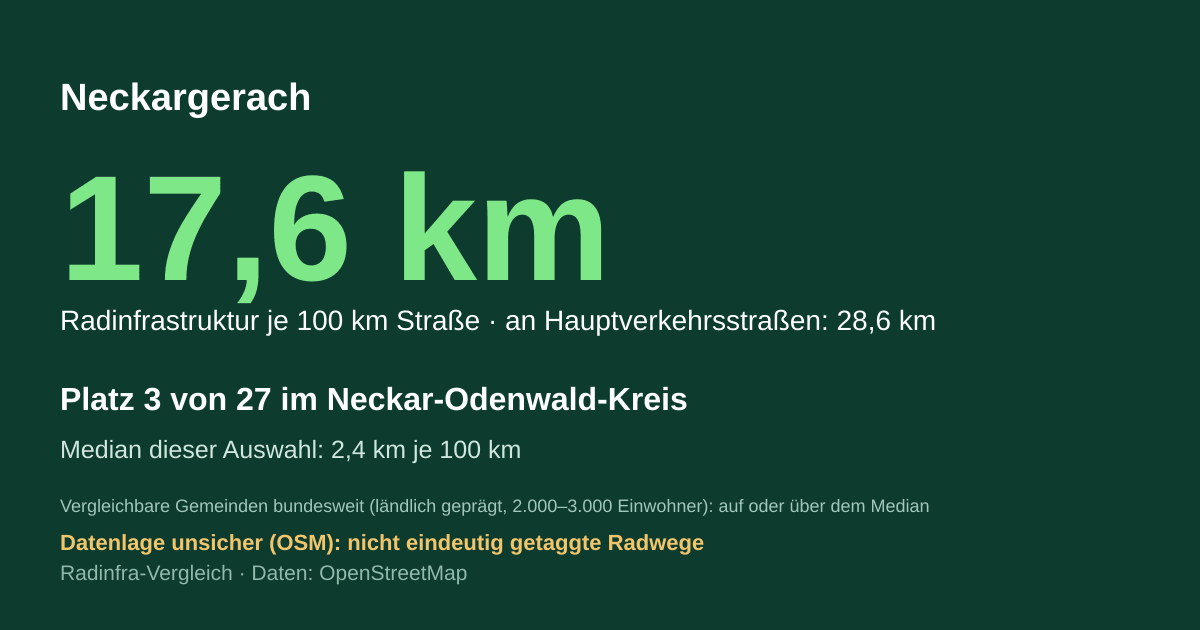 Neckargerach
17,6 km
Radinfrastruktur je 100 km Straße · an Hauptverkehrsstraßen: 28,6 km
Platz 3 von 27 im Neckar-Odenwald-Kreis
Median dieser Auswahl: 2,4 km je 100 km
Vergleichbare Gemeinden bundesweit (ländlich geprägt, 2.000–3.000 Einwohner): auf oder über dem Median
Datenlage unsicher (OSM): nicht eindeutig getaggte Radwege
Radinfra-Vergleich · Daten: OpenStreetMap